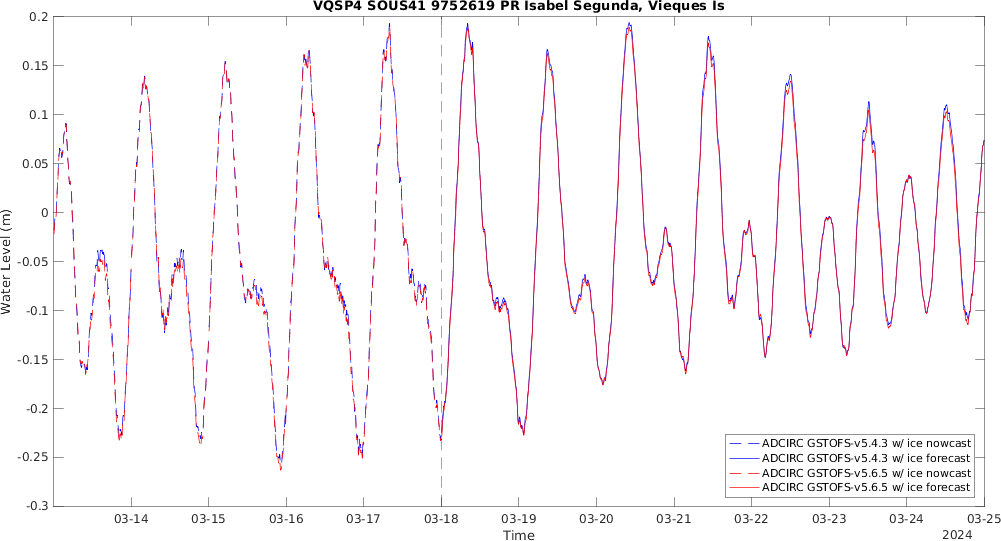 VQSP4 SOUS41 9752619 PR Isabel Segunda, Vieques Is
0.2
0.15
0.1
0.05
0
-0.05
-0.1
-0.15
-0.2
-0.25
-0.3
Water Level (m)
ADCIRC GSTOFS-v5.4.3 w/ ice nowcast
ADCIRC GSTOFS-v5.4.3 w/ ice forecast
ADCIRC GSTOFS-v5.6.5 w/ ice nowcast
ADCIRC GSTOFS-v5.6.5 w/ ice forecast
03-14 03-15 03-16 03-17 03-18 03-19 03-20 03-21 03-22 03-23 03-24 03-25
Time 2024